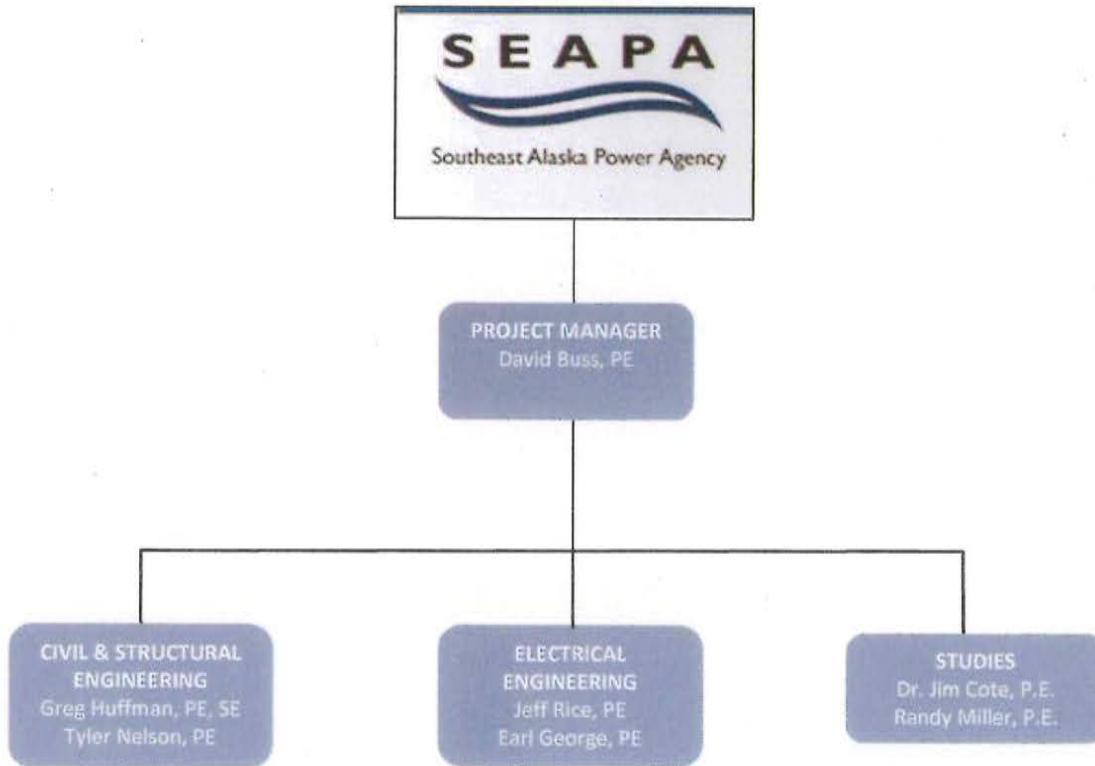 SEAPA
Southeast Alaska Power Agency
PROJECT MANAGER
David Buss, PE
CIVIL & STRUCTURAL
ENGINEERING
Greg Huffman, PE, SE
Tyler Nelson, PE
ELECTRICAL
ENGINEERING
Jeff Rice, PE
Earl George, PE
STUDIES
Dr. Jim Cote, P.E.
Randy Miller, P.E.